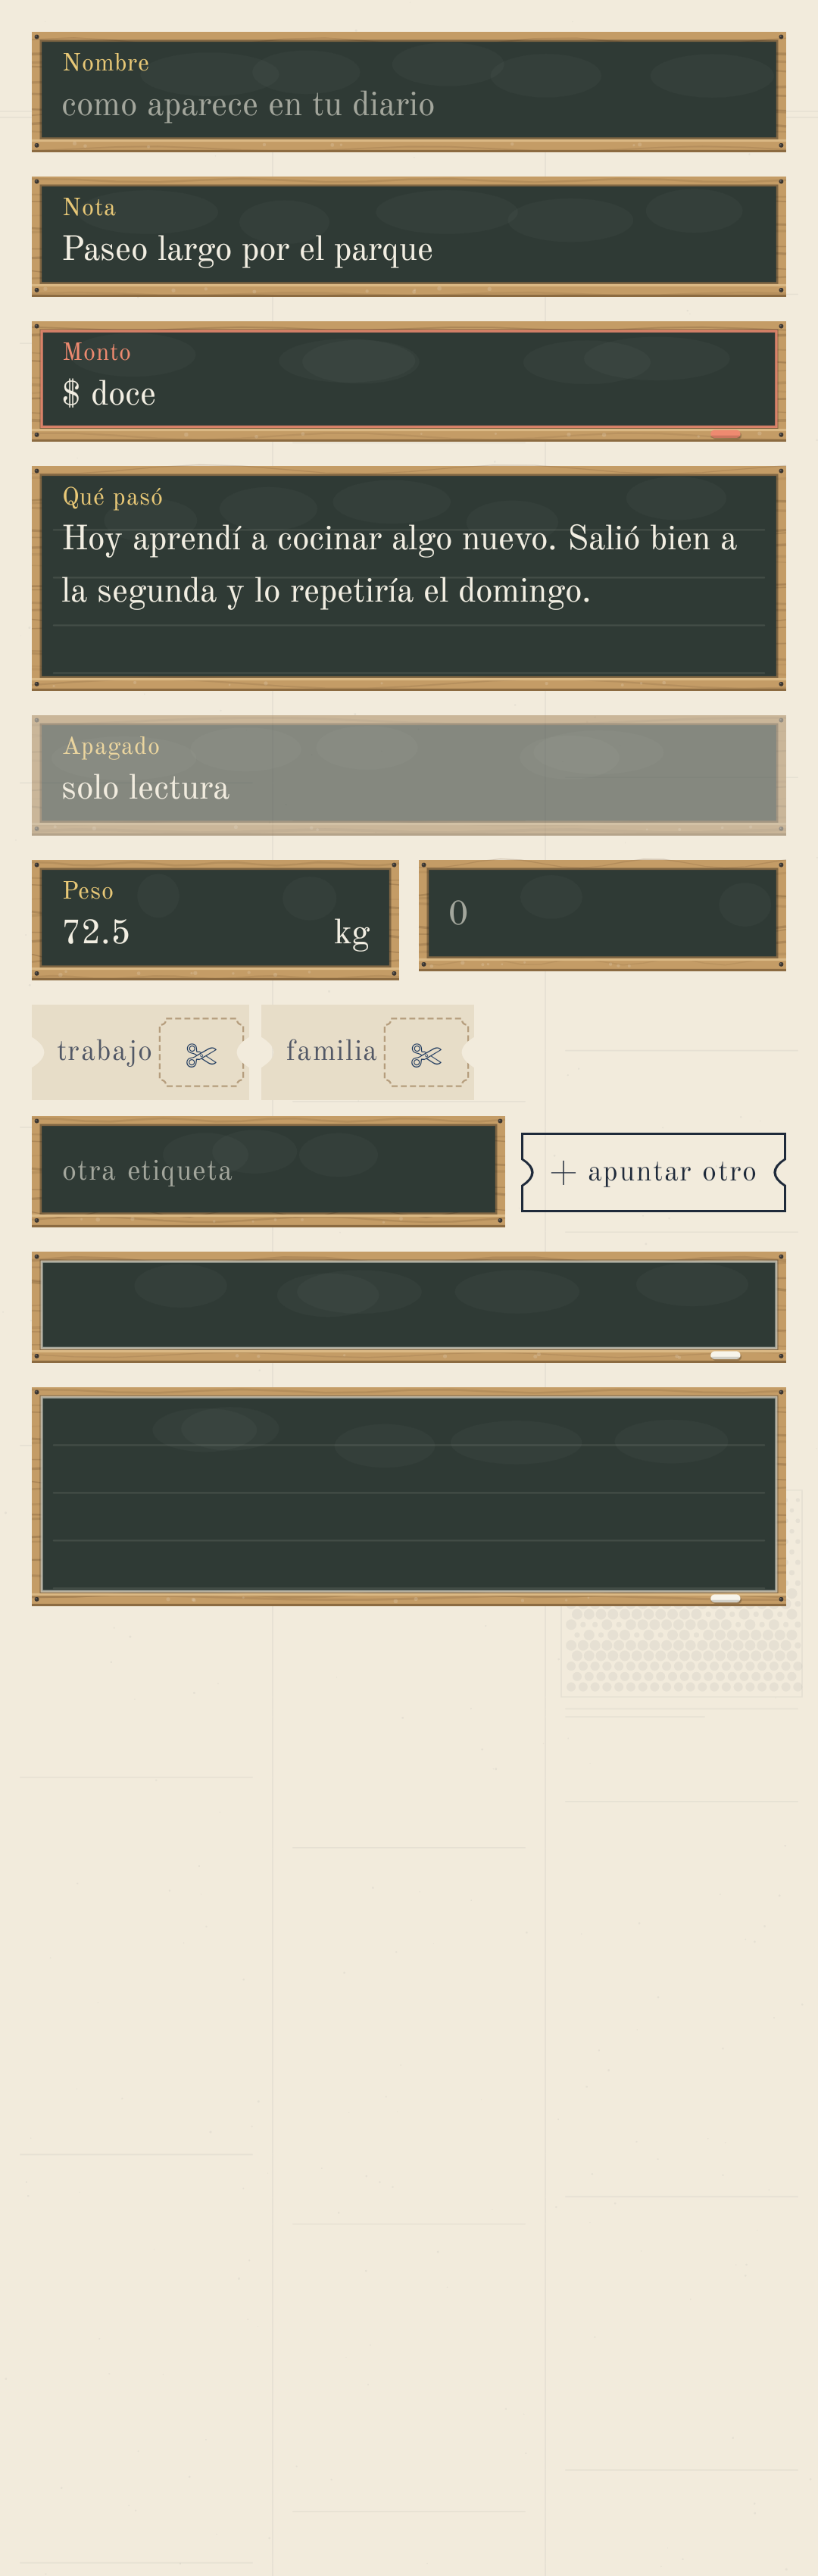 Nombre
como aparece en tu diario
Nota
Paseo largo por el parque
Monto
$ doce
Qué pasó
Hoy aprendí a cocinar algo nuevo. Salió bien a
la segunda y lo repetiría el domingo.
Apagado
solo lectura
Peso
72.5 kg
0
trabajo
familia
otra etiqueta
+ apuntar otro